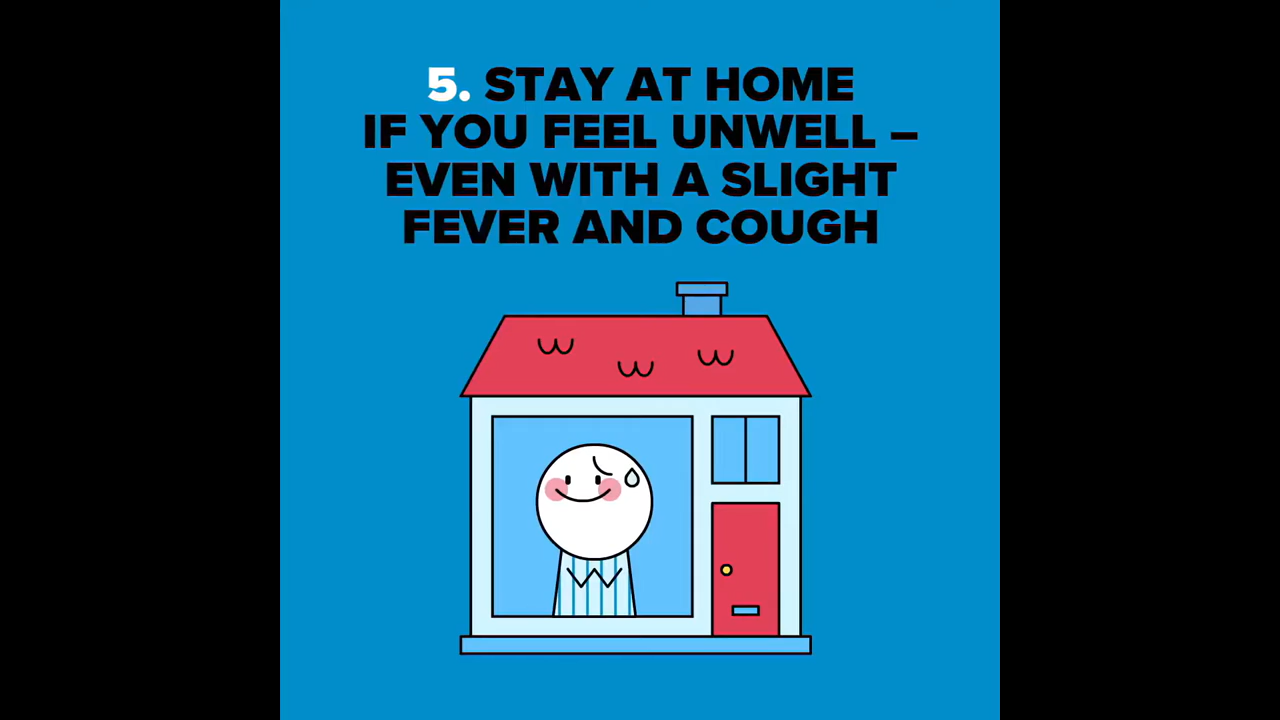 5. STAY AT HOME
IF YOU FEEL UNWELL –
EVEN WITH A SLIGHT
FEVER AND COUGH